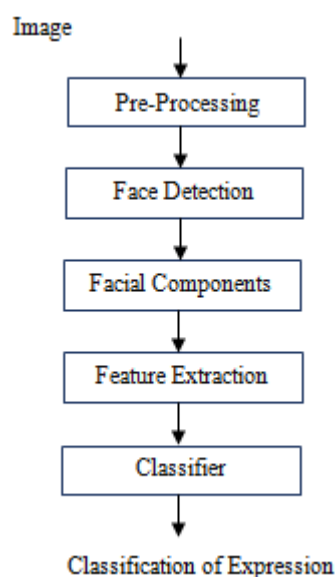 Image
Pre-Processing
Face Detection
Facial Components
Feature Extraction
Classifier
Classification of Expression